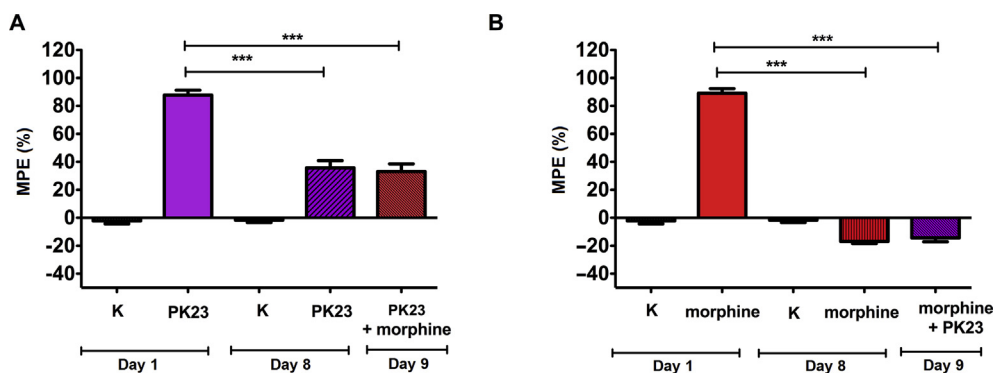 A
MPE (%)
120
100
80
60
40
20
0
-20
-40
***
***
K
PK23
K
PK23
PK23
+ morphine
Day 1
Day 8
Day 9
B
MPE (%)
120
100
80
60
40
20
0
-20
-40
***
***
K
morphine
K
morphine
morphine
+ PK23
Day 1
Day 8
Day 9